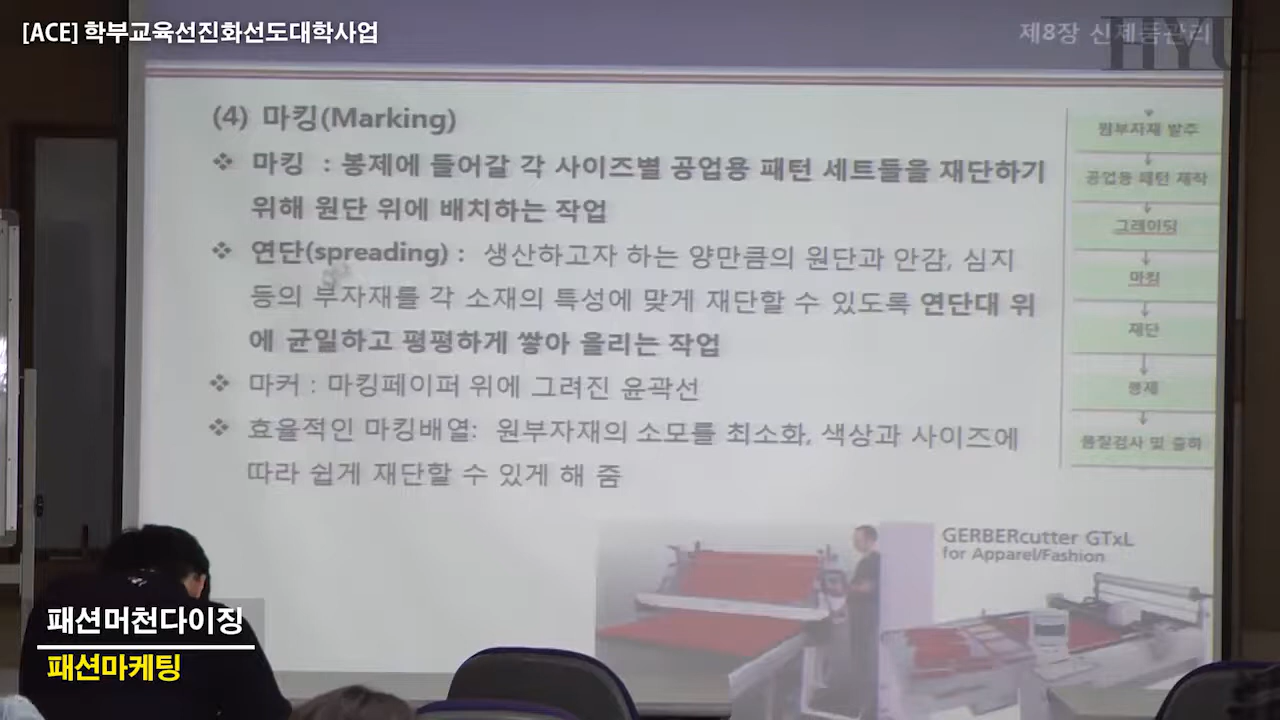 [ACE] 학부교육선진화선도대학사업
제8장 신제품관리
HYU
(4) 마킹(Marking)
❖ 마킹 : 봉제에 들어갈 각 사이즈별 공업용 패턴 세트들을 재단하기
위해 원단 위에 배치하는 작업
❖ 연단(spreading) : 생산하고자 하는 양만큼의 원단과 안감, 심지
등의 부자재를 각 소재의 특성에 맞게 재단할 수 있도록 연단대 위
에 균일하고 평평하게 쌓아 올리는 작업
❖ 마커 : 마킹페이퍼 위에 그려진 윤곽선
❖ 효율적인 마킹배열: 원부자재의 소모를 최소화, 색상과 사이즈에
따라 쉽게 재단할 수 있게 해 줌
원부자재 발주
공업용 패턴 제작
그레이딩
마킹
재단
봉제
품질검사 및 출하
GERBERcutter GTxL
for Apparel/Fashion
패션머천다이징
패션마케팅